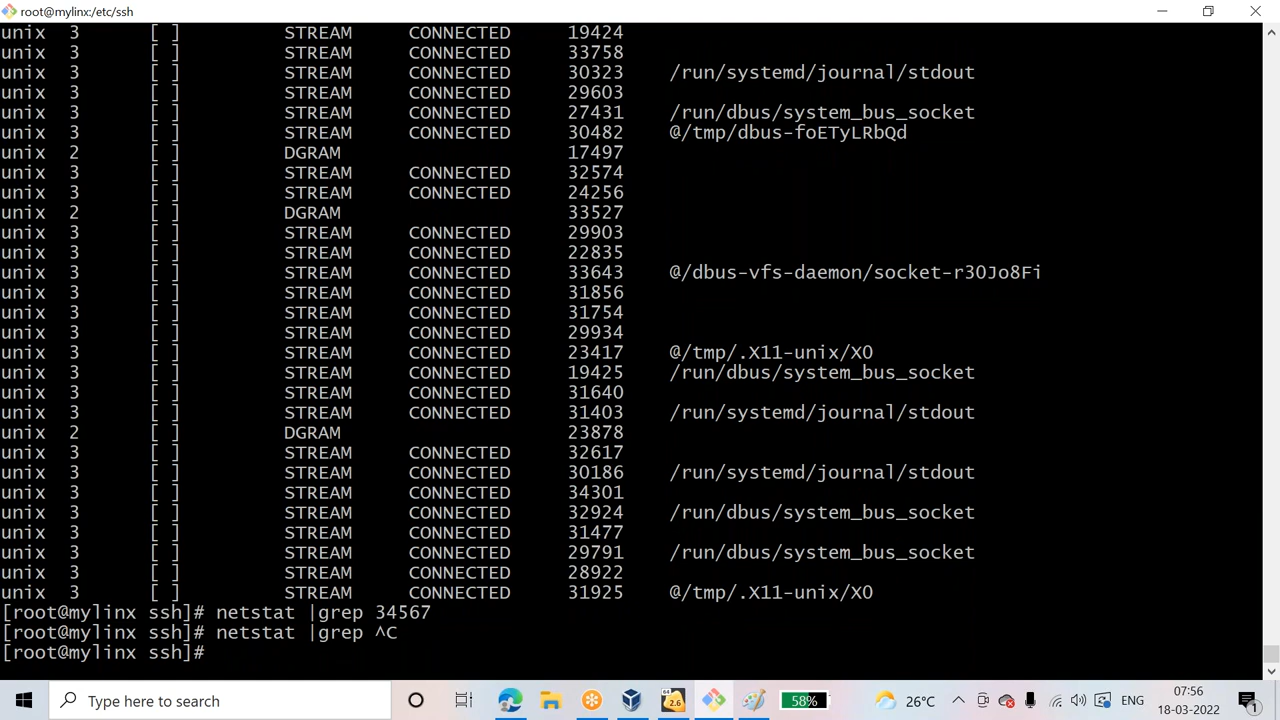 root@mylinx:/etc/ssh
unix 3 [ ] STREAM CONNECTED 19424
unix 3 [ ] STREAM CONNECTED 33758
unix 3 [ ] STREAM CONNECTED 30323 /run/systemd/journal/stdout
unix 3 [ ] STREAM CONNECTED 29603
unix 3 [ ] STREAM CONNECTED 27431 /run/dbus/system_bus_socket
unix 3 [ ] STREAM CONNECTED 30482 @/tmp/dbus-foETyLRbQd
unix 2 [ ] DGRAM 17497
unix 3 [ ] STREAM CONNECTED 32574
unix 3 [ ] STREAM CONNECTED 24256
unix 2 [ ] DGRAM 33527
unix 3 [ ] STREAM CONNECTED 29903
unix 3 [ ] STREAM CONNECTED 22835
unix 3 [ ] STREAM CONNECTED 33643 @/dbus-vfs-daemon/socket-r3OJo8Fi
unix 3 [ ] STREAM CONNECTED 31856
unix 3 [ ] STREAM CONNECTED 31754
unix 3 [ ] STREAM CONNECTED 29934
unix 3 [ ] STREAM CONNECTED 23417 @/tmp/.X11-unix/X0
unix 3 [ ] STREAM CONNECTED 19425 /run/dbus/system_bus_socket
unix 3 [ ] STREAM CONNECTED 31640
unix 3 [ ] STREAM CONNECTED 31403 /run/systemd/journal/stdout
unix 2 [ ] DGRAM 23878
unix 3 [ ] STREAM CONNECTED 32617
unix 3 [ ] STREAM CONNECTED 30186 /run/systemd/journal/stdout
unix 3 [ ] STREAM CONNECTED 34301
unix 3 [ ] STREAM CONNECTED 32924 /run/dbus/system_bus_socket
unix 3 [ ] STREAM CONNECTED 31477
unix 3 [ ] STREAM CONNECTED 29791 /run/dbus/system_bus_socket
unix 3 [ ] STREAM CONNECTED 28922
unix 3 [ ] STREAM CONNECTED 31925 @/tmp/.X11-unix/X0
[root@mylinx ssh]# netstat |grep 34567
[root@mylinx ssh]# netstat |grep ^C
[root@mylinx ssh]#
Type here to search
64
2.6
58%
26°C
ENG
07:56
18-03-2022
1